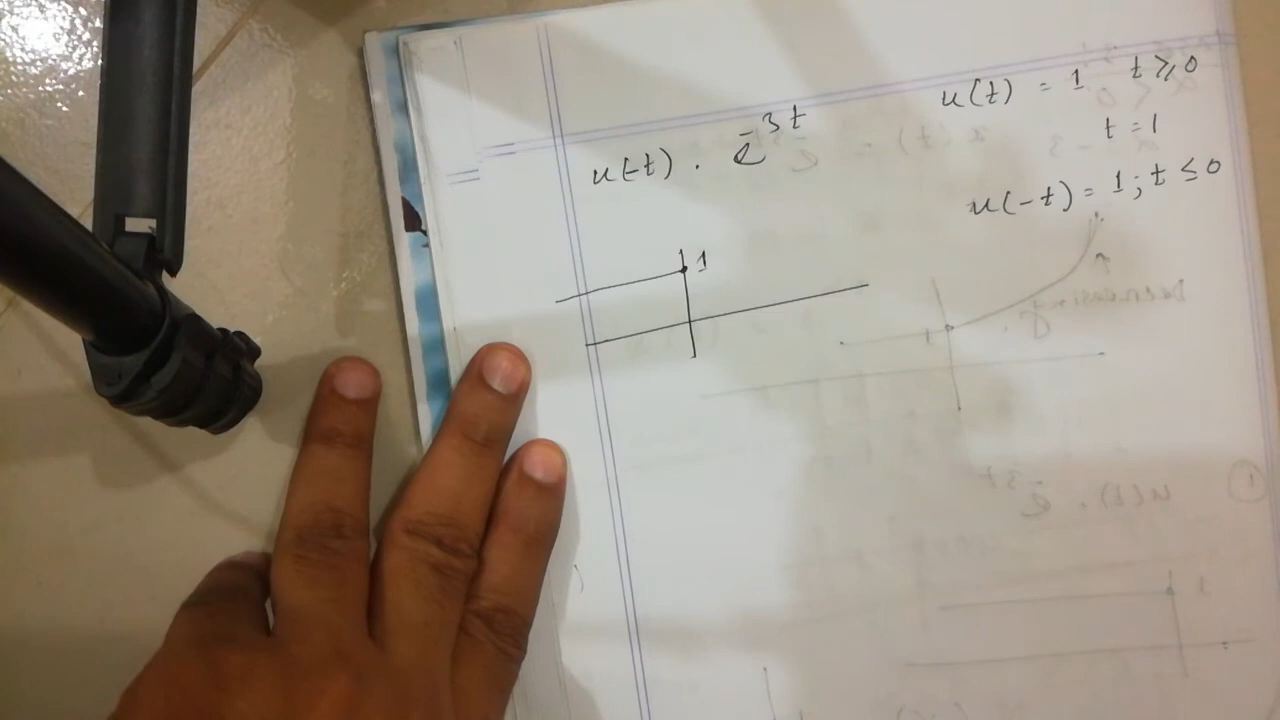 u(t) = 1 t ≥ 0
t = 1
u(-t) . e^-3t
u(-t) = 1 ; t ≤ 0
1